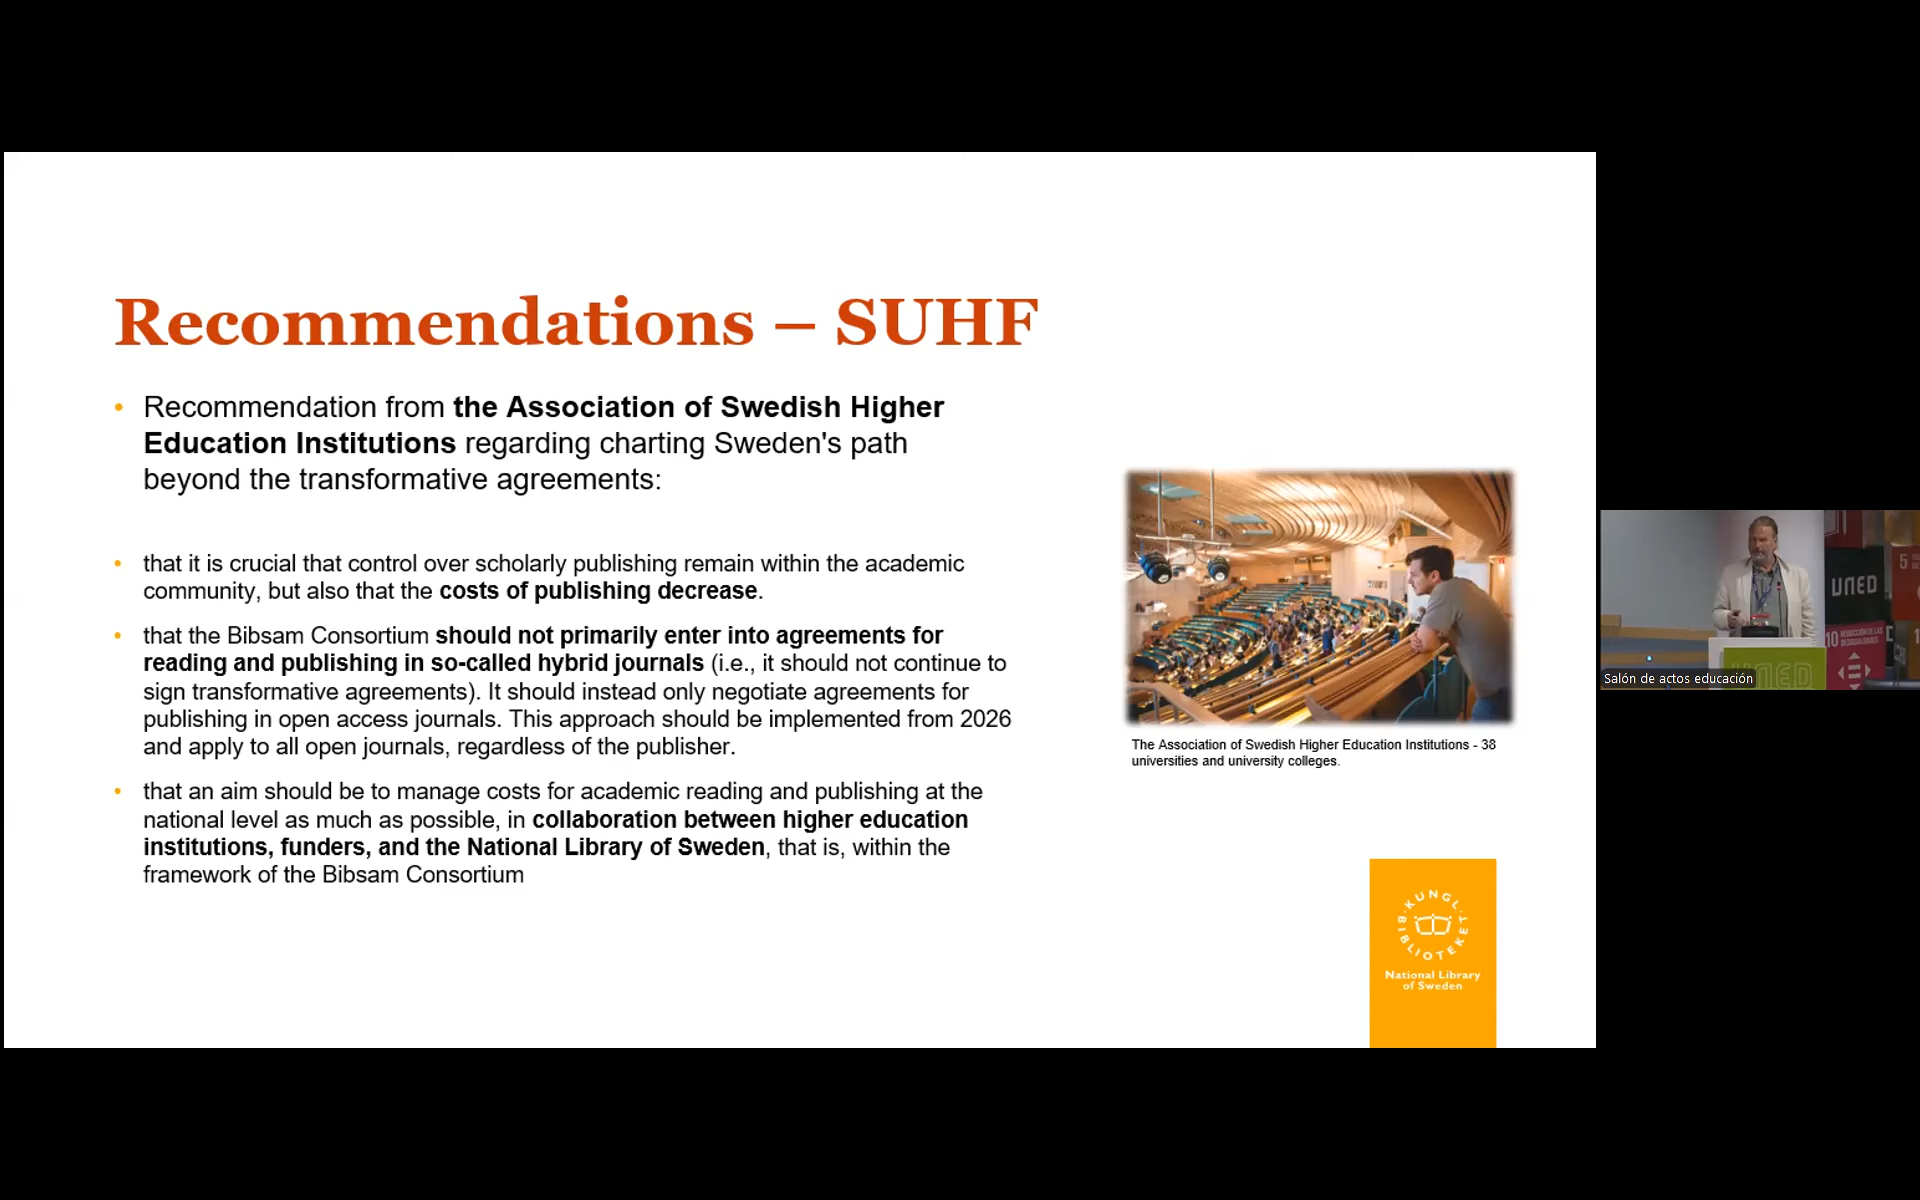 Recommendations – SUHF
• Recommendation from the Association of Swedish Higher
Education Institutions regarding charting Sweden's path
beyond the transformative agreements:
• that it is crucial that control over scholarly publishing remain within the academic
community, but also that the costs of publishing decrease.
• that the Bibsam Consortium should not primarily enter into agreements for
reading and publishing in so-called hybrid journals (i.e., it should not continue to
sign transformative agreements). It should instead only negotiate agreements for
publishing in open access journals. This approach should be implemented from 2026
and apply to all open journals, regardless of the publisher.
• that an aim should be to manage costs for academic reading and publishing at the
national level as much as possible, in collaboration between higher education
institutions, funders, and the National Library of Sweden, that is, within the
framework of the Bibsam Consortium
The Association of Swedish Higher Education Institutions - 38
universities and university colleges.
KUNGL.
BIBLIOTEKET
National Library
of Sweden
UNED
5
10 REDUCCIÓN DE LAS
DESIGUALDADES
UNED
Salón de actos educación